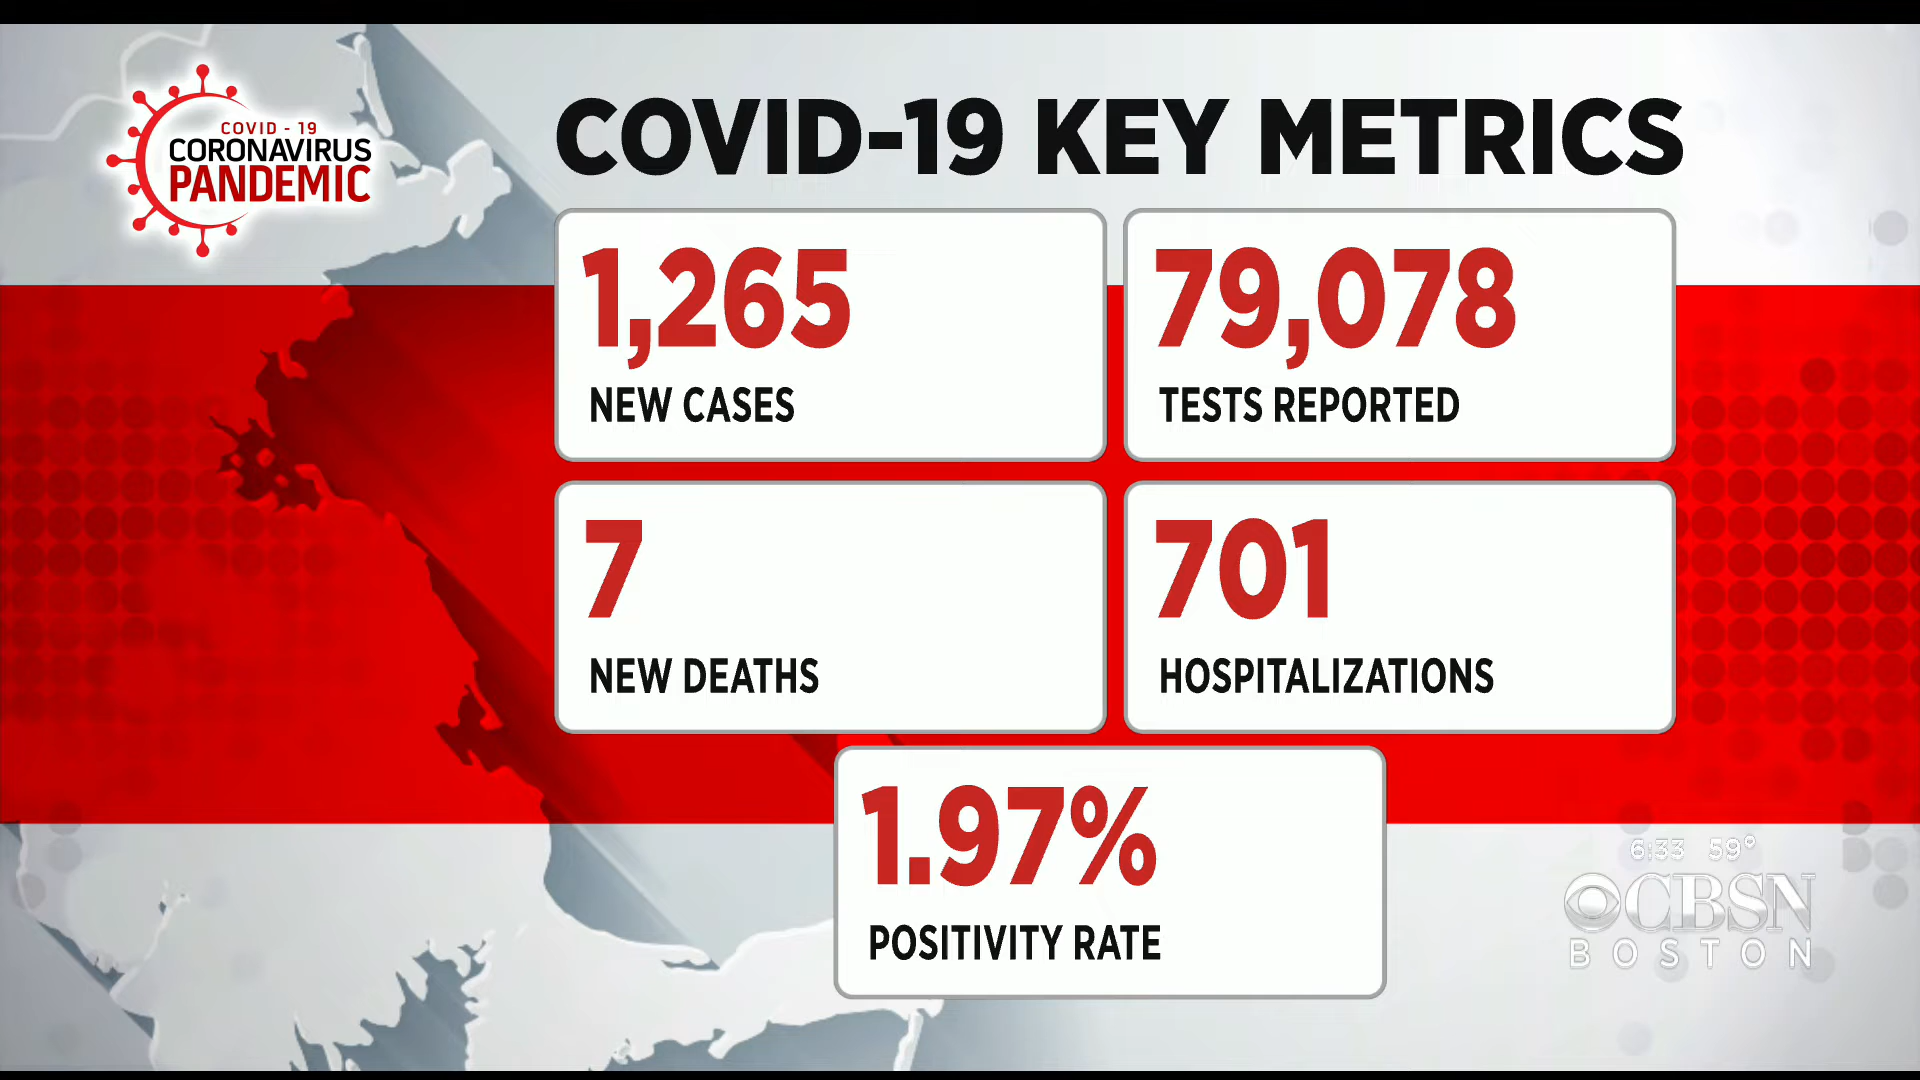 COVID - 19
CORONAVIRUS
PANDEMIC
COVID-19 KEY METRICS
1,265
NEW CASES
79,078
TESTS REPORTED
7
NEW DEATHS
701
HOSPITALIZATIONS
1.97%
POSITIVITY RATE
6:33 59°
CBSN
BOSTON